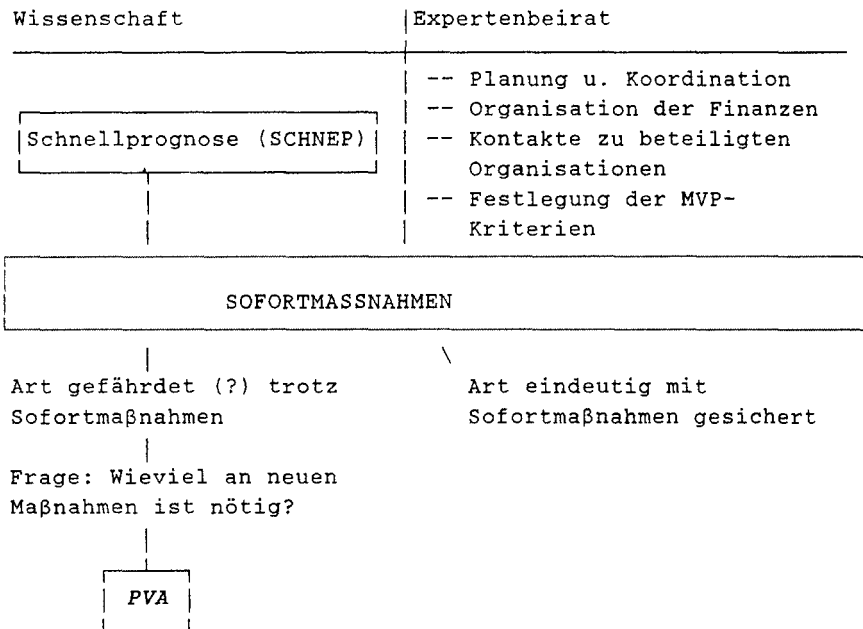 Wissenschaft
Expertenbeirat
Schnellprognose (SCHNEP)
-- Planung u. Koordination
-- Organisation der Finanzen
-- Kontakte zu beteiligten
Organisationen
-- Festlegung der MVP-
Kriterien
SOFORTMASSNAHMEN
Art gefährdet (?) trotz
Sofortmaßnahmen
Art eindeutig mit
Sofortmaßnahmen gesichert
Frage: Wieviel an neuen
Maßnahmen ist nötig?
PVA